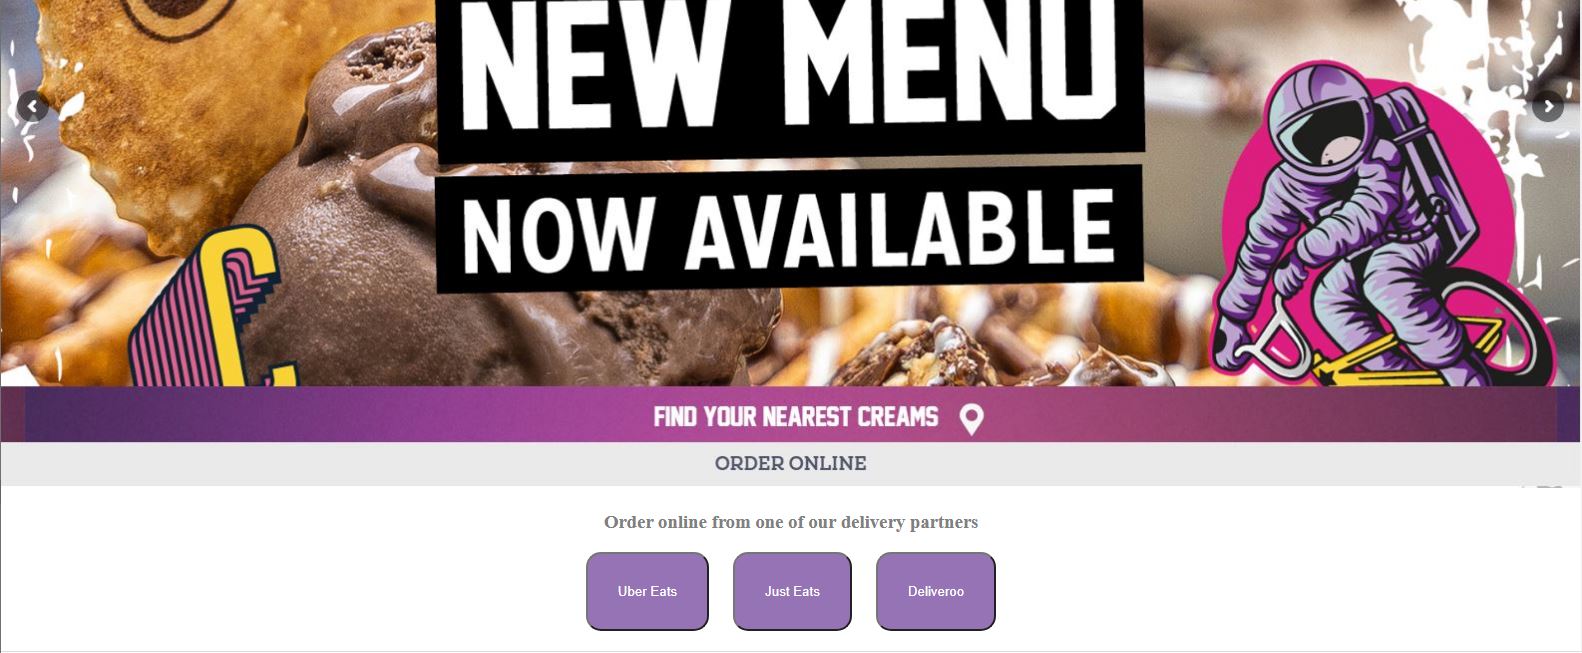 NEW MENU
NOW AVAILABLE
FIND YOUR NEAREST CREAMS
ORDER ONLINE
Order online from one of our delivery partners
Uber Eats
Just Eats
Deliveroo